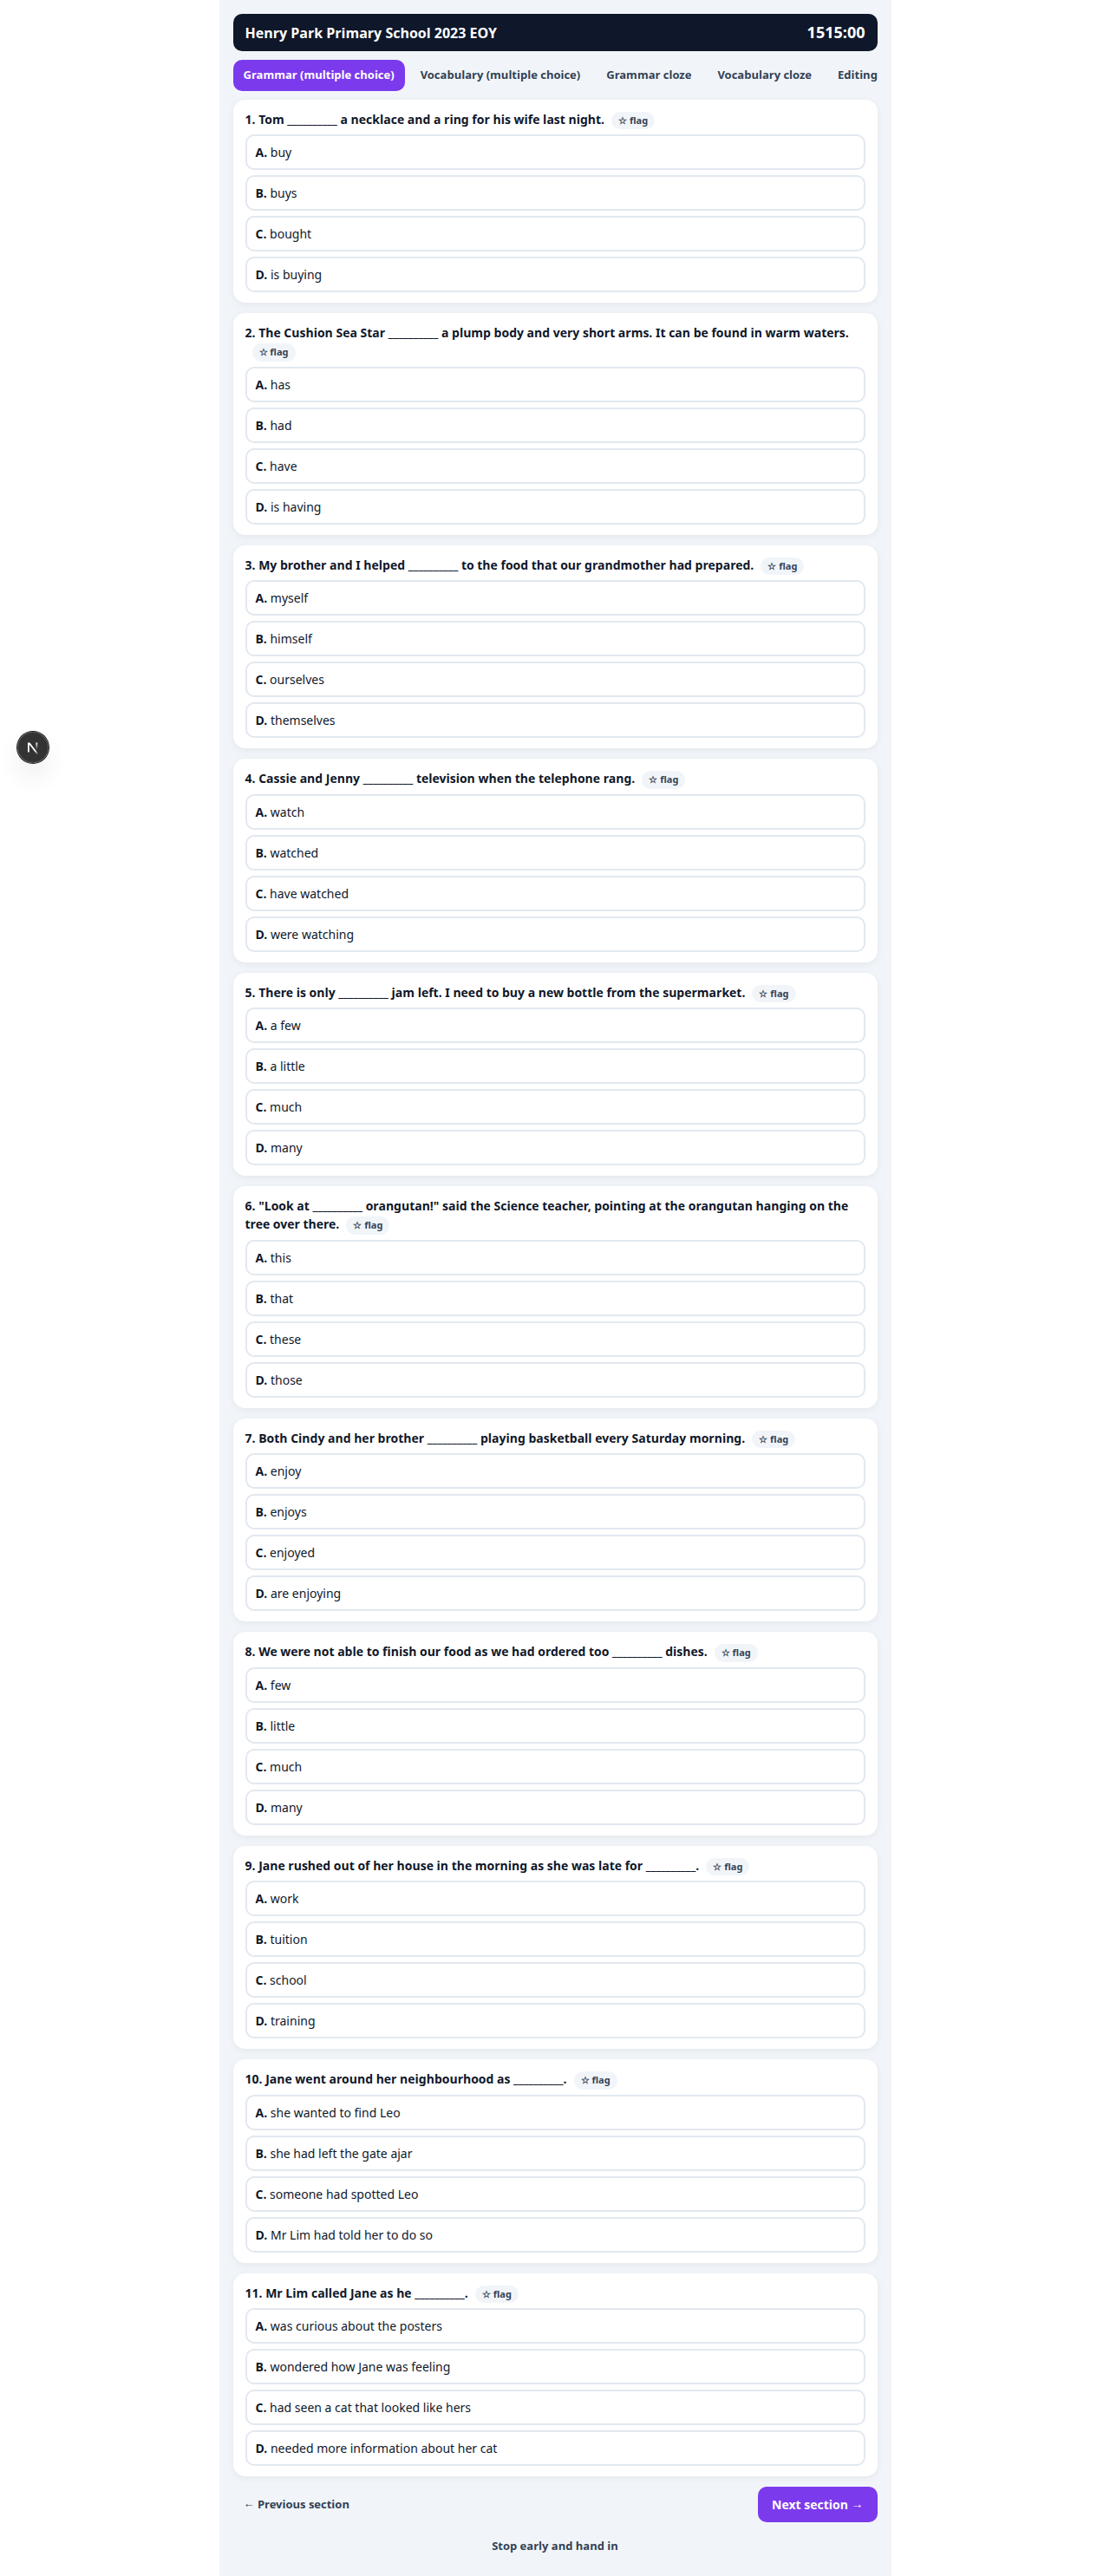 Henry Park Primary School 2023 EOY 1515:00
Grammar (multiple choice) Vocabulary (multiple choice) Grammar cloze Vocabulary cloze Editing
1. Tom __________ a necklace and a ring for his wife last night. ☆ flag
A. buy
B. buys
C. bought
D. is buying
2. The Cushion Sea Star __________ a plump body and very short arms. It can be found in warm waters.
☆ flag
A. has
B. had
C. have
D. is having
3. My brother and I helped __________ to the food that our grandmother had prepared. ☆ flag
A. myself
B. himself
C. ourselves
D. themselves
4. Cassie and Jenny __________ television when the telephone rang. ☆ flag
A. watch
B. watched
C. have watched
D. were watching
5. There is only __________ jam left. I need to buy a new bottle from the supermarket. ☆ flag
A. a few
B. a little
C. much
D. many
6. "Look at __________ orangutan!" said the Science teacher, pointing at the orangutan hanging on the
tree over there. ☆ flag
A. this
B. that
C. these
D. those
7. Both Cindy and her brother __________ playing basketball every Saturday morning. ☆ flag
A. enjoy
B. enjoys
C. enjoyed
D. are enjoying
8. We were not able to finish our food as we had ordered too __________ dishes. ☆ flag
A. few
B. little
C. much
D. many
9. Jane rushed out of her house in the morning as she was late for __________. ☆ flag
A. work
B. tuition
C. school
D. training
10. Jane went around her neighbourhood as __________. ☆ flag
A. she wanted to find Leo
B. she had left the gate ajar
C. someone had spotted Leo
D. Mr Lim had told her to do so
11. Mr Lim called Jane as he __________. ☆ flag
A. was curious about the posters
B. wondered how Jane was feeling
C. had seen a cat that looked like hers
D. needed more information about her cat
← Previous section Next section →
Stop early and hand in